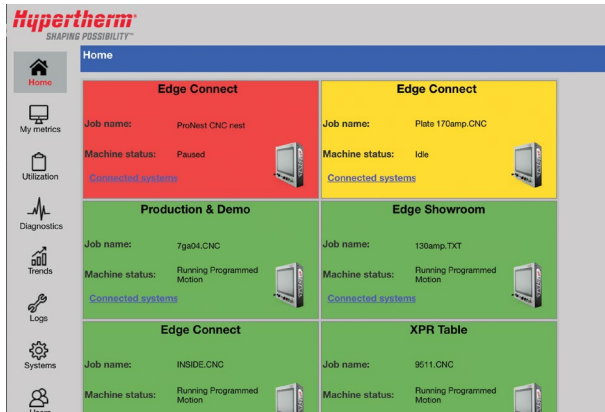 Hypertherm®
SHAPING POSSIBILITY™
Home
Home
My metrics
Utilization
Diagnostics
Trends
Logs
Systems
Users
Edge Connect
Job name: ProNest CNC nest
Machine status: Paused
Connected systems
Edge Connect
Job name: Plate 170amp.CNC
Machine status: Idle
Connected systems
Production & Demo
Job name: 7ga04.CNC
Machine status: Running Programmed
Motion
Connected systems
Edge Showroom
Job name: 130amp.TXT
Machine status: Running Programmed
Motion
Connected systems
Edge Connect
Job name: INSIDE.CNC
Machine status: Running Programmed
Motion
XPR Table
Job name: 9511.CNC
Machine status: Running Programmed
Motion